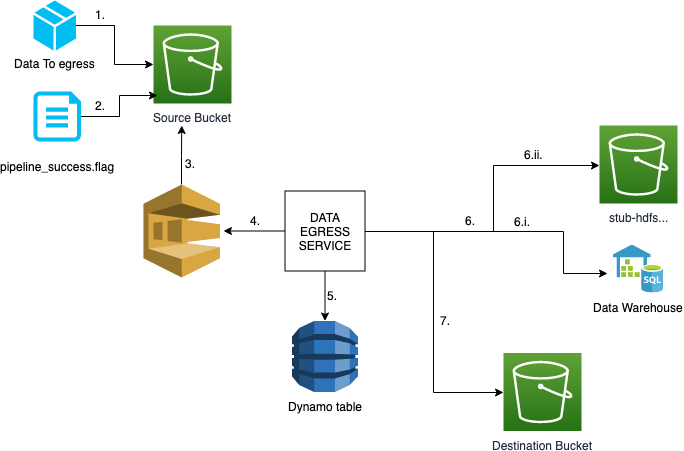 1.
Data To egress
2.
pipeline_success.flag
Source Bucket
3.
4.
DATA
EGRESS
SERVICE
5.
Dynamo table
6.
6.ii.
stub-hdfs...
6.i.
SQL
Data Warehouse
7.
Destination Bucket